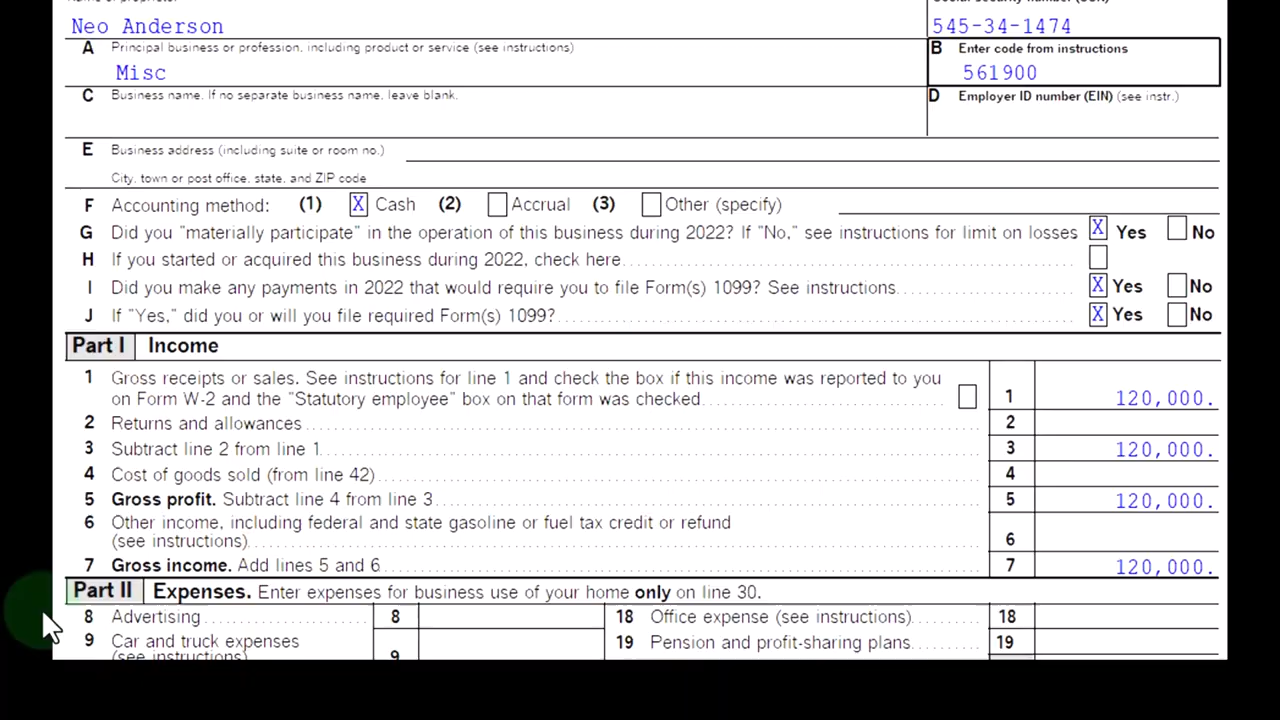 Neo Anderson 545-34-1474
A Principal business or profession, including product or service (see instructions) B Enter code from instructions
Misc 561900
C Business name. If no separate business name, leave blank. D Employer ID number (EIN) (see instr.)
E Business address (including suite or room no.)
City, town or post office, state, and ZIP code
F Accounting method: (1) X Cash (2) Accrual (3) Other (specify)
G Did you "materially participate" in the operation of this business during 2022? If "No," see instructions for limit on losses X Yes No
H If you started or acquired this business during 2022, check here
I Did you make any payments in 2022 that would require you to file Form(s) 1099? See instructions. X Yes No
J If "Yes," did you or will you file required Form(s) 1099? X Yes No
Part I Income
1 Gross receipts or sales. See instructions for line 1 and check the box if this income was reported to you
on Form W-2 and the "Statutory employee" box on that form was checked 1 120,000.
2 Returns and allowances 2
3 Subtract line 2 from line 1 3 120,000.
4 Cost of goods sold (from line 42) 4
5 Gross profit. Subtract line 4 from line 3 5 120,000.
6 Other income, including federal and state gasoline or fuel tax credit or refund
(see instructions) 6
7 Gross income. Add lines 5 and 6 7 120,000.
Part II Expenses. Enter expenses for business use of your home only on line 30.
8 Advertising 8 18 Office expense (see instructions) 18
9 Car and truck expenses 19 Pension and profit-sharing plans 19
(see instructions) 9